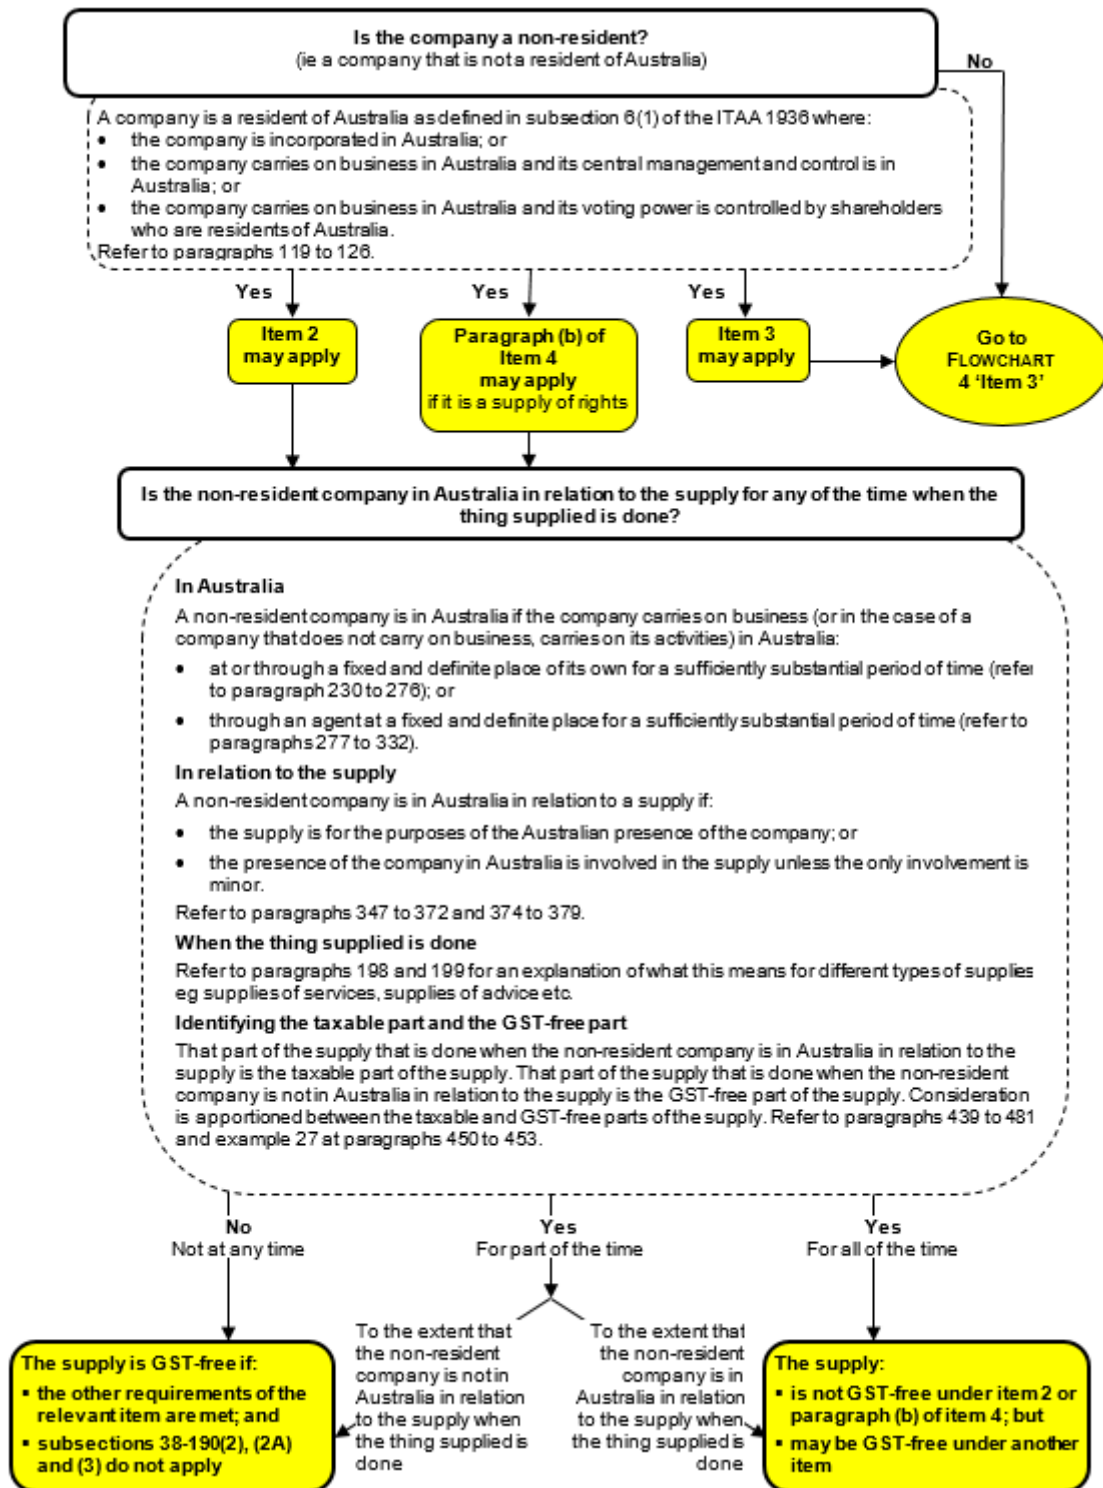 Is the company a non-resident?
(ie a company that is not a resident of Australia)
No
A company is a resident of Australia as defined in subsection 6(1) of the ITAA 1936 where:
• the company is incorporated in Australia; or
• the company carries on business in Australia and its central management and control is in
Australia; or
• the company carries on business in Australia and its voting power is controlled by shareholders
who are residents of Australia.
Refer to paragraphs 119 to 126.
Yes
Yes
Yes
Item 2
may apply
Paragraph (b) of
Item 4
may apply
if it is a supply of rights
Item 3
may apply
Go to
FLOWCHART
4 ‘Item 3’
Is the non-resident company in Australia in relation to the supply for any of the time when the
thing supplied is done?
In Australia
A non-resident company is in Australia if the company carries on business (or in the case of a
company that does not carry on business, carries on its activities) in Australia:
• at or through a fixed and definite place of its own for a sufficiently substantial period of time (refer
to paragraph 230 to 276); or
• through an agent at a fixed and definite place for a sufficiently substantial period of time (refer to
paragraphs 277 to 332).
In relation to the supply
A non-resident company is in Australia in relation to a supply if:
• the supply is for the purposes of the Australian presence of the company; or
• the presence of the company in Australia is involved in the supply unless the only involvement is
minor.
Refer to paragraphs 347 to 372 and 374 to 379.
When the thing supplied is done
Refer to paragraphs 198 and 199 for an explanation of what this means for different types of supplies
eg supplies of services, supplies of advice etc.
Identifying the taxable part and the GST-free part
That part of the supply that is done when the non-resident company is in Australia in relation to the
supply is the taxable part of the supply. That part of the supply that is done when the non-resident
company is not in Australia in relation to the supply is the GST-free part of the supply. Consideration
is apportioned between the taxable and GST-free parts of the supply. Refer to paragraphs 439 to 481
and example 27 at paragraphs 450 to 453.
No
Not at any time
Yes
For part of the time
Yes
For all of the time
The supply is GST-free if:
▪ the other requirements of the
relevant item are met; and
▪ subsections 38-190(2), (2A)
and (3) do not apply
To the extent that
the non-resident
company is not in
Australia in relation
to the supply when
the thing supplied is
done
To the extent that
the non-resident
company is in
Australia in relation
to the supply when
the thing supplied is
done
The supply:
▪ is not GST-free under item 2 or
paragraph (b) of item 4; but
▪ may be GST-free under another
item